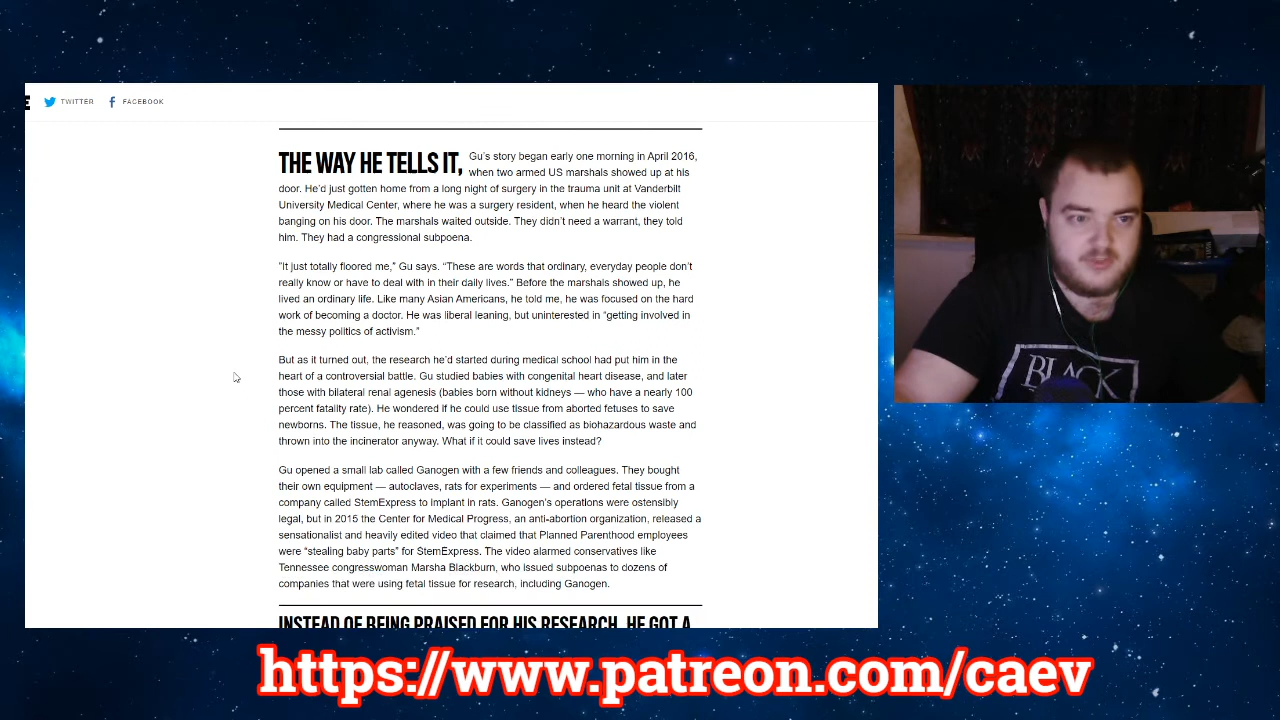 E TWITTER FACEBOOK
THE WAY HE TELLS IT, Gu's story began early one morning in April 2016,
when two armed US marshals showed up at his
door. He'd just gotten home from a long night of surgery in the trauma unit at Vanderbilt
University Medical Center, where he was a surgery resident, when he heard the violent
banging on his door. The marshals waited outside. They didn't need a warrant, they told
him. They had a congressional subpoena.
"It just totally floored me," Gu says. “These are words that ordinary, everyday people don't
really know or have to deal with in their daily lives.” Before the marshals showed up, he
lived an ordinary life. Like many Asian Americans, he told me, he was focused on the hard
work of becoming a doctor. He was liberal leaning, but uninterested in “getting involved in
the messy politics of activism.”
But as it turned out, the research he'd started during medical school had put him in the
heart of a controversial battle. Gu studied babies with congenital heart disease, and later
those with bilateral renal agenesis (babies born without kidneys — who have a nearly 100
percent fatality rate). He wondered if he could use tissue from aborted fetuses to save
newborns. The tissue, he reasoned, was going to be classified as biohazardous waste and
thrown into the incinerator anyway. What if it could save lives instead?
Gu opened a small lab called Ganogen with a few friends and colleagues. They bought
their own equipment — autoclaves, rats for experiments — and ordered fetal tissue from a
company called StemExpress to implant in rats. Ganogen's operations were ostensibly
legal, but in 2015 the Center for Medical Progress, an anti-abortion organization, released a
sensationalist and heavily edited video that claimed that Planned Parenthood employees
were “stealing baby parts” for StemExpress. The video alarmed conservatives like
Tennessee congresswoman Marsha Blackburn, who issued subpoenas to dozens of
companies that were using fetal tissue for research, including Ganogen.
INSTEAD OF BEING PRAISED FOR HIS RESEARCH, HE GOT A
BLACK
https://www.patreon.com/caev